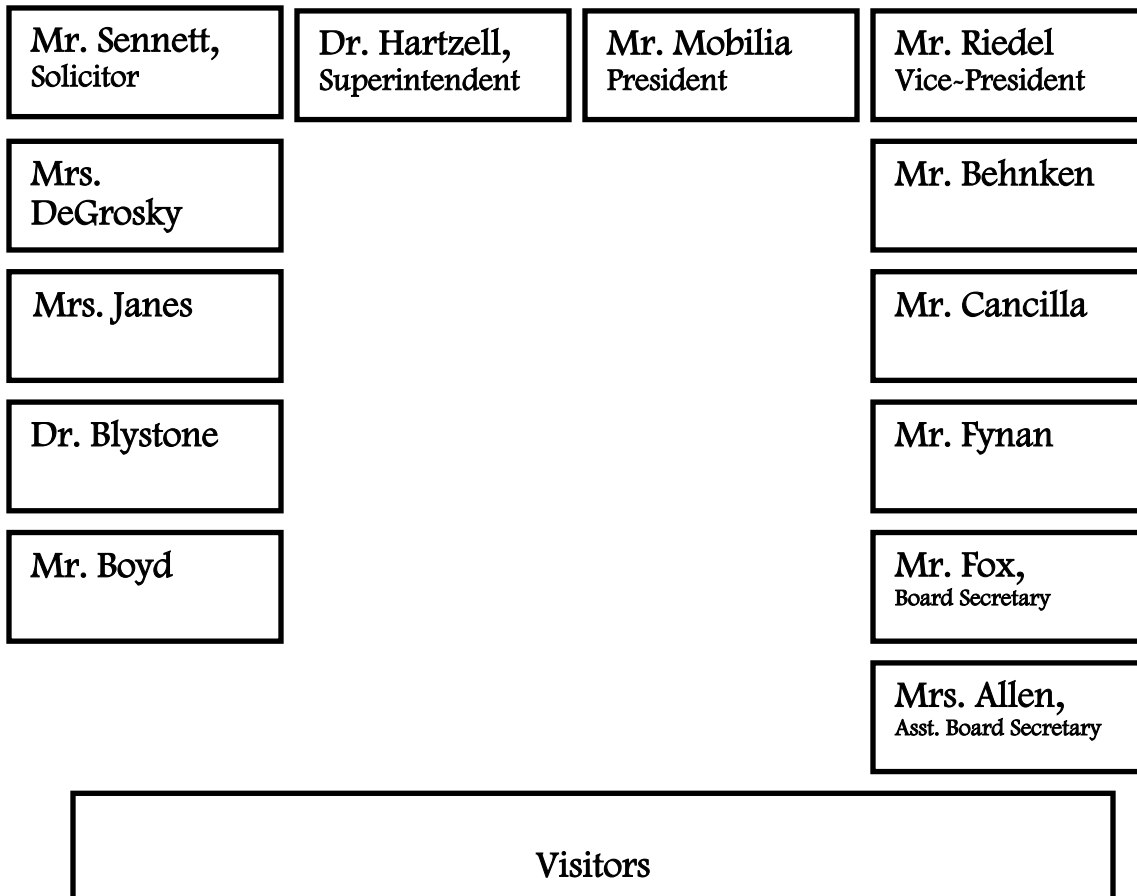 Mr. Sennett,
Solicitor
Dr. Hartzell,
Superintendent
Mr. Mobilia
President
Mr. Riedel
Vice-President
Mrs.
DeGrosky
Mr. Behnken
Mrs. Janes
Mr. Cancilla
Dr. Blystone
Mr. Fynan
Mr. Boyd
Mr. Fox,
Board Secretary
Mrs. Allen,
Asst. Board Secretary
Visitors